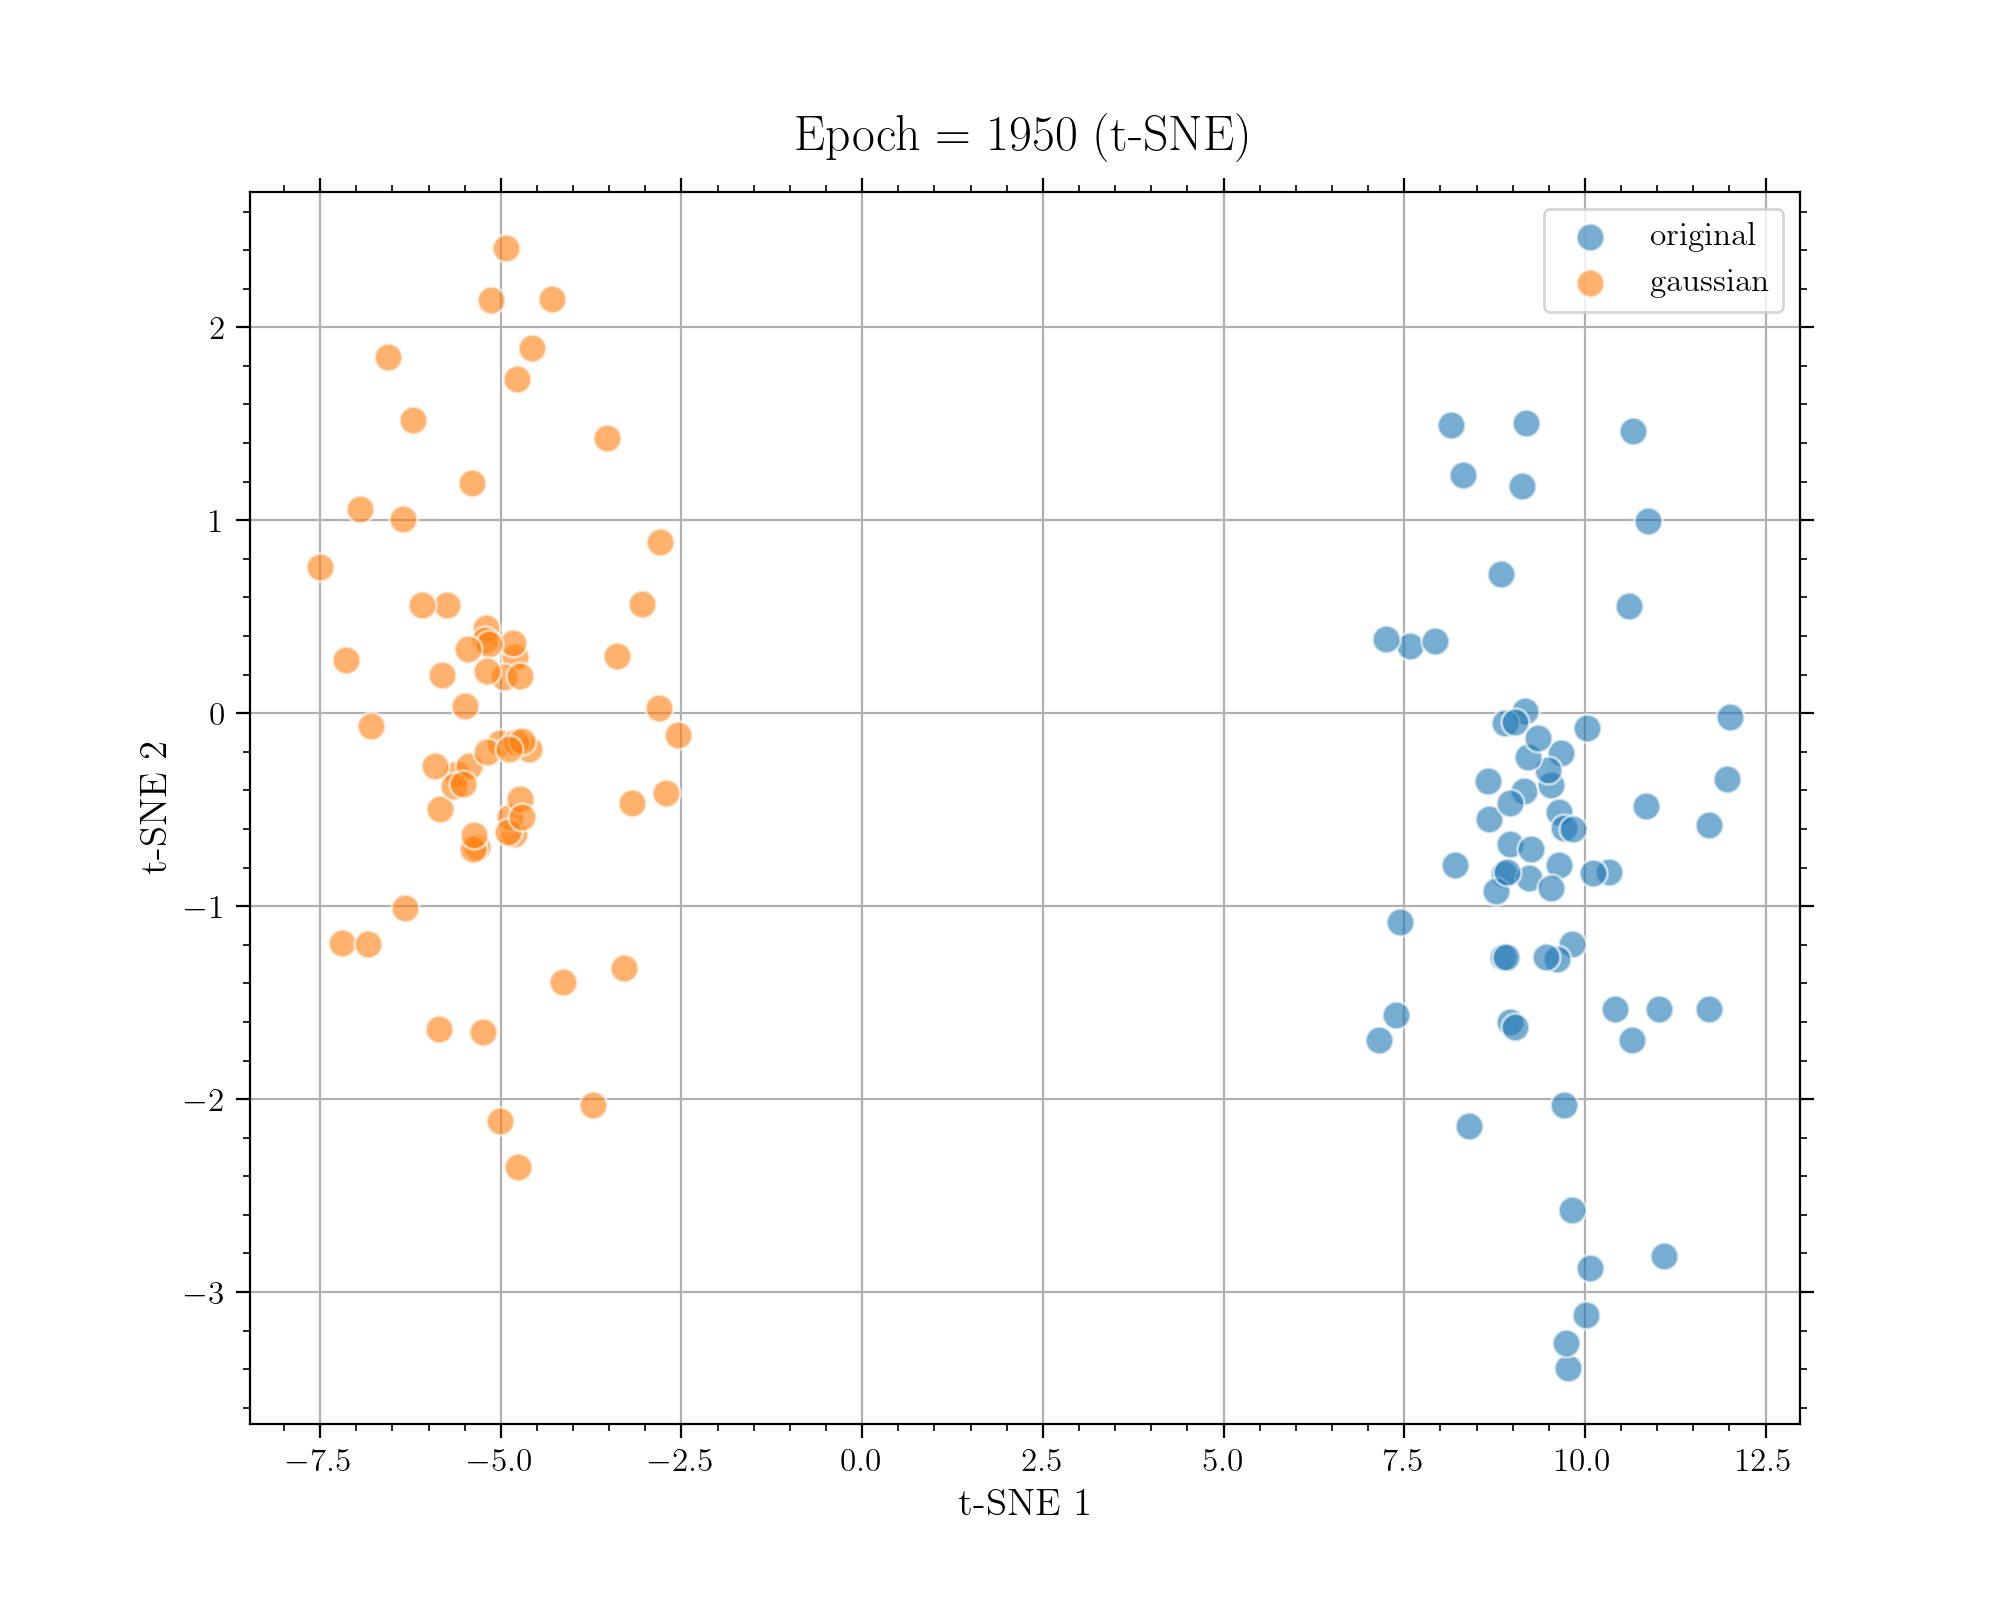 Epoch = 1950 (t-SNE)
original
gaussian
2
1
0
−1
−2
−3
t-SNE 2
−7.5 −5.0 −2.5 0.0 2.5 5.0 7.5 10.0 12.5
t-SNE 1